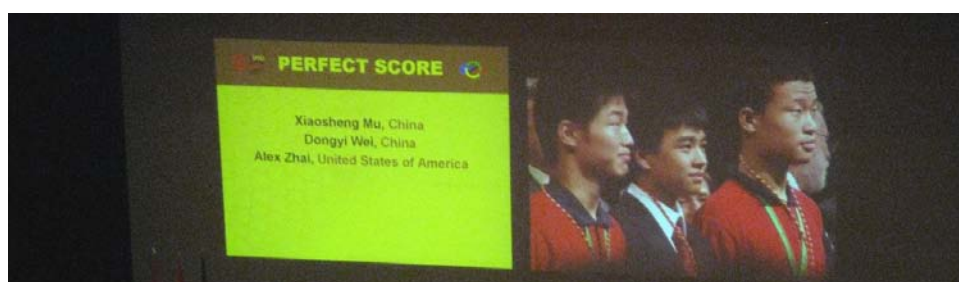 PERFECT SCORE
Xiaosheng Mu, China
Dongyi Wei, China
Alex Zhai, United States of America